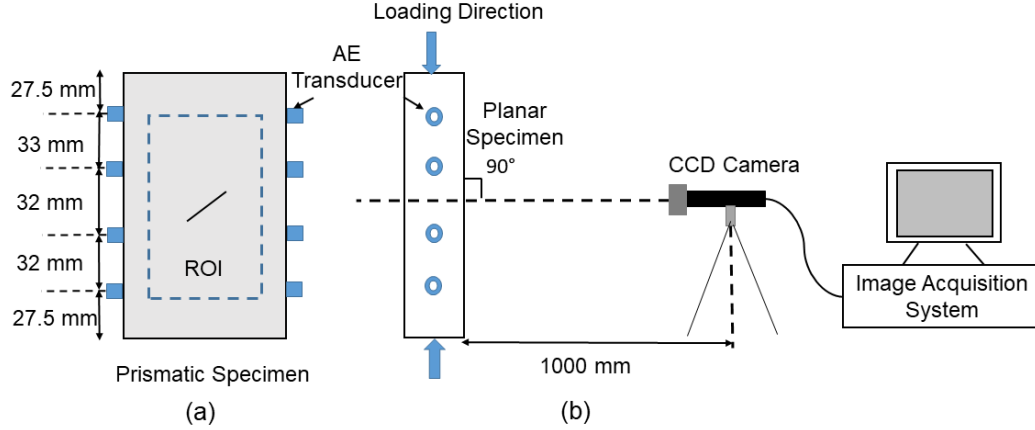 Loading Direction
AE
Transducer
27.5 mm
33 mm
32 mm
32 mm
27.5 mm
ROI
Prismatic Specimen
(a)
Planar
Specimen
90°
CCD Camera
Image Acquisition
System
1000 mm
(b)